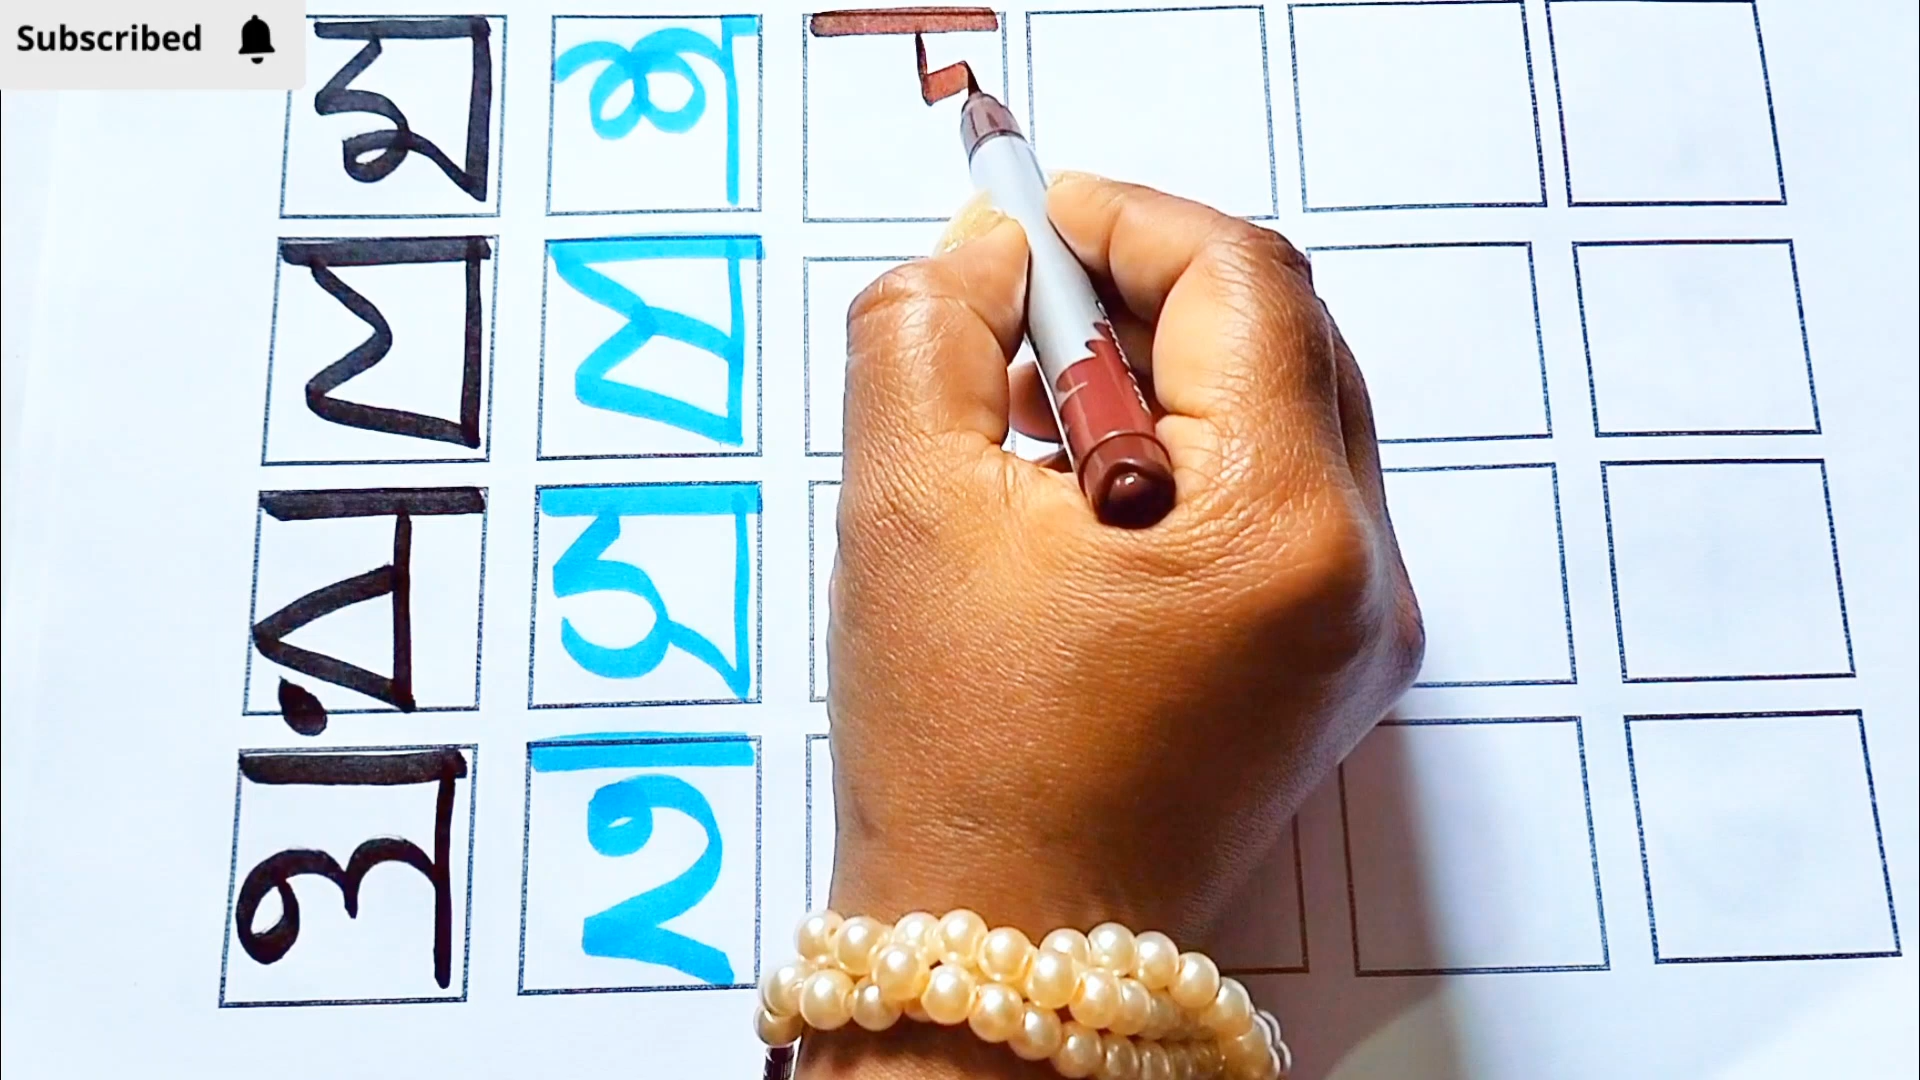 Subscribed
ম শ
য ষ
র স
ল হ